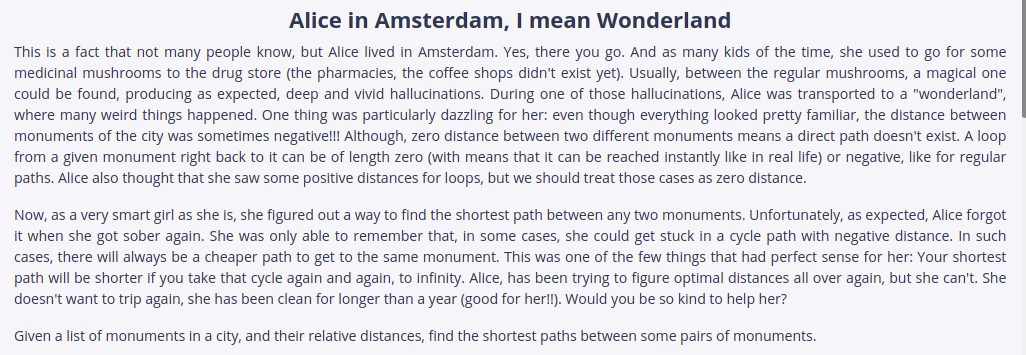 Alice in Amsterdam, I mean Wonderland
This is a fact that not many people know, but Alice lived in Amsterdam. Yes, there you go. And as many kids of the time, she used to go for some
medicinal mushrooms to the drug store (the pharmacies, the coffee shops didn't exist yet). Usually, between the regular mushrooms, a magical one
could be found, producing as expected, deep and vivid hallucinations. During one of those hallucinations, Alice was transported to a "wonderland",
where many weird things happened. One thing was particularly dazzling for her: even though everything looked pretty familiar, the distance between
monuments of the city was sometimes negative!!! Although, zero distance between two different monuments means a direct path doesn't exist. A loop
from a given monument right back to it can be of length zero (with means that it can be reached instantly like in real life) or negative, like for regular
paths. Alice also thought that she saw some positive distances for loops, but we should treat those cases as zero distance.
Now, as a very smart girl as she is, she figured out a way to find the shortest path between any two monuments. Unfortunately, as expected, Alice forgot
it when she got sober again. She was only able to remember that, in some cases, she could get stuck in a cycle path with negative distance. In such
cases, there will always be a cheaper path to get to the same monument. This was one of the few things that had perfect sense for her: Your shortest
path will be shorter if you take that cycle again and again, to infinity. Alice, has been trying to figure optimal distances all over again, but she can't. She
doesn't want to trip again, she has been clean for longer than a year (good for her!!). Would you be so kind to help her?
Given a list of monuments in a city, and their relative distances, find the shortest paths between some pairs of monuments.